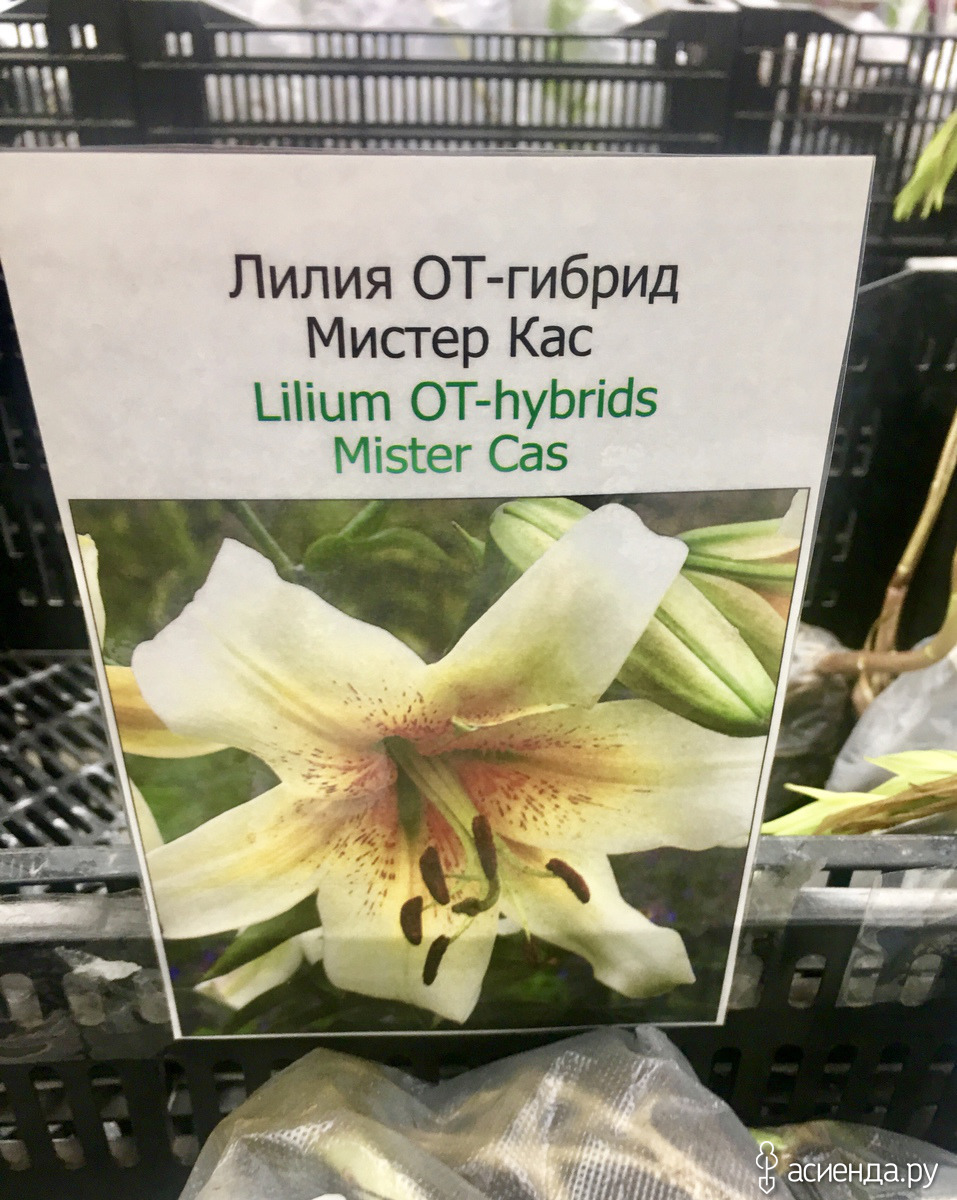 Лилия ОТ-гибрид
Мистер Кас
Lilium OT-hybrids
Mister Cas
асиенда.ру